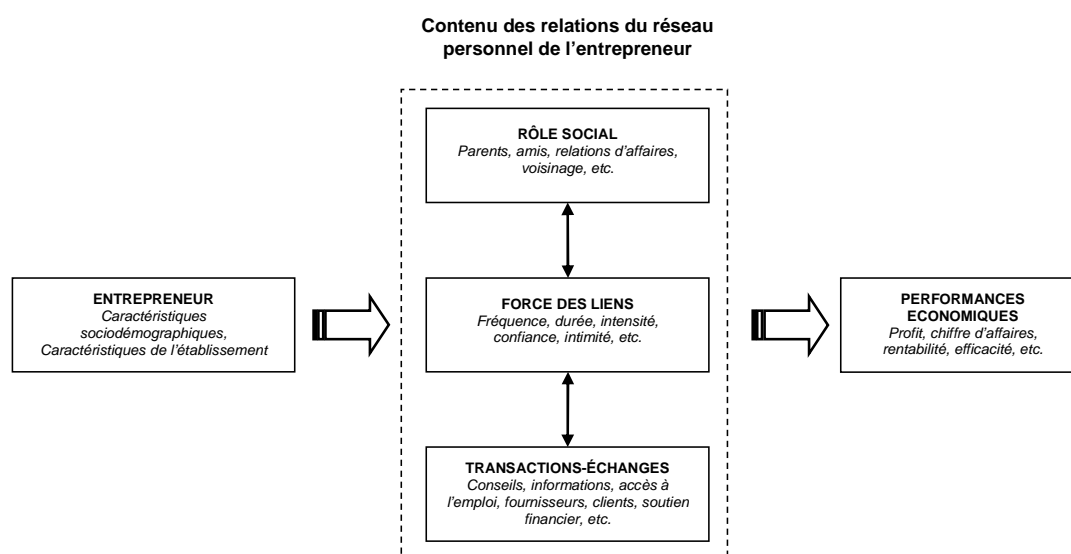 Contenu des relations du réseau
personnel de l'entrepreneur
RÔLE SOCIAL
Parents, amis, relations d'affaires,
voisinage, etc.
ENTREPRENEUR
Caractéristiques
sociodémographiques,
Caractéristiques de l'établissement
FORCE DES LIENS
Fréquence, durée, intensité,
confiance, intimité, etc.
PERFORMANCES
ECONOMIQUES
Profit, chiffre d'affaires,
rentabilité, efficacité, etc.
TRANSACTIONS-ÉCHANGES
Conseils, informations, accès à
l'emploi, fournisseurs, clients, soutien
financier, etc.